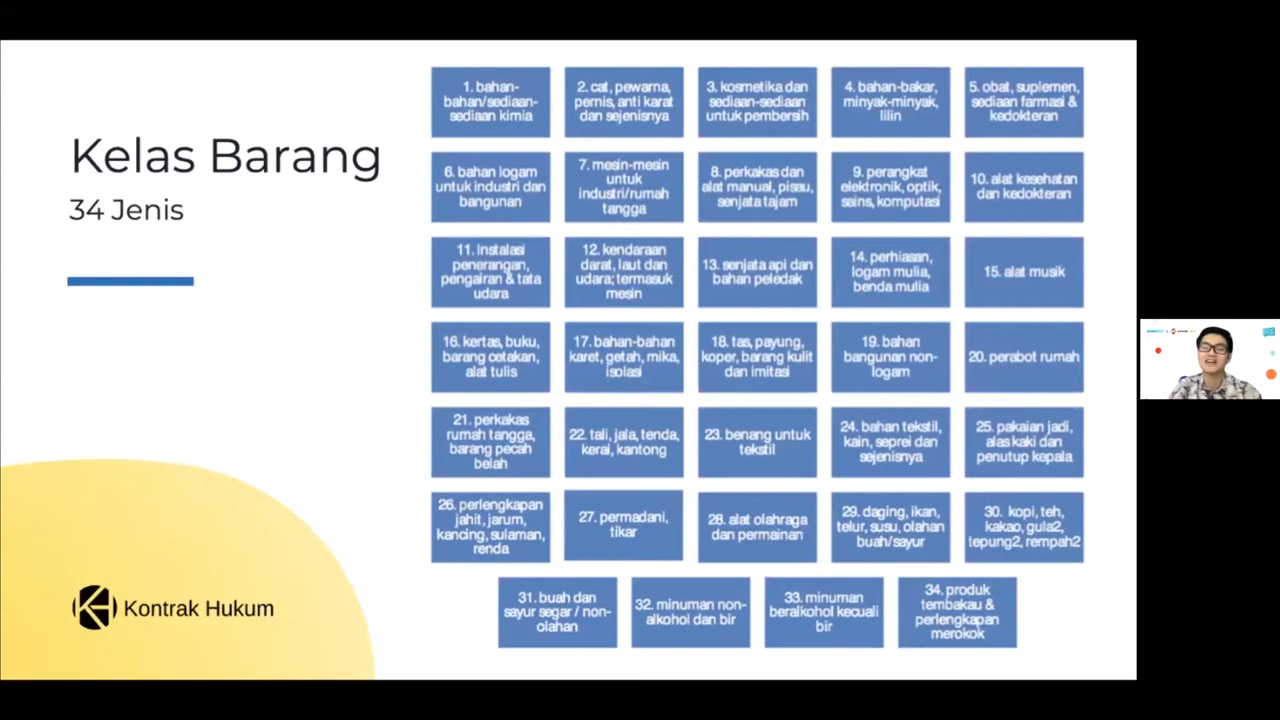 Kelas Barang
34 Jenis
Kontrak Hukum
1. bahan-
bahan/sediaan-
sediaan kimia
2. cat, pewarna,
pernis, anti karat
dan sejenisnya
3. kosmetika dan
sediaan-sediaan
untuk pembersih
4. bahan-bakar,
minyak-minyak,
lilin
5. obat, suplemen,
sediaan farmasi &
kedokteran
6. bahan logam
untuk industri dan
bangunan
7. mesin-mesin
untuk
industri/rumah
tangga
8. perkakas dan
alat manual, pisau,
senjata tajam
9. perangkat
elektronik, optik,
sains, komputasi
10. alat kesehatan
dan kedokteran
11. instalasi
penerangan,
pengairan & tata
udara
12. kendaraan
darat, laut dan
udara; termasuk
mesin
13. senjata api dan
bahan peledak
14. perhiasan,
logam mulia,
benda mulia
15. alat musik
16. kertas, buku,
barang cetakan,
alat tulis
17. bahan-bahan
karet, getah, mika,
isolasi
18. tas, payung,
koper, barang kulit
dan imitasi
19. bahan
bangunan non-
logam
20. perabot rumah
21. perkakas
rumah tangga,
barang pecah
belah
22. tali, jala, tenda,
kerai, kantong
23. benang untuk
tekstil
24. bahan tekstil,
kain, seprei dan
sejenisnya
25. pakaian jadi,
alas kaki dan
penutup kepala
26. perlengkapan
jahit, jarum,
kancing, sulaman,
renda
27. permadani,
tikar
28. alat olahraga
dan permainan
29. daging, ikan,
telur, susu, olahan
buah/sayur
30. kopi, teh,
kakao, gula2,
tepung2, rempah2
31. buah dan
sayur segar / non-
olahan
32. minuman non-
alkohol dan bir
33. minuman
beralkohol kecuali
bir
34. produk
tembakau &
perlengkapan
merokok